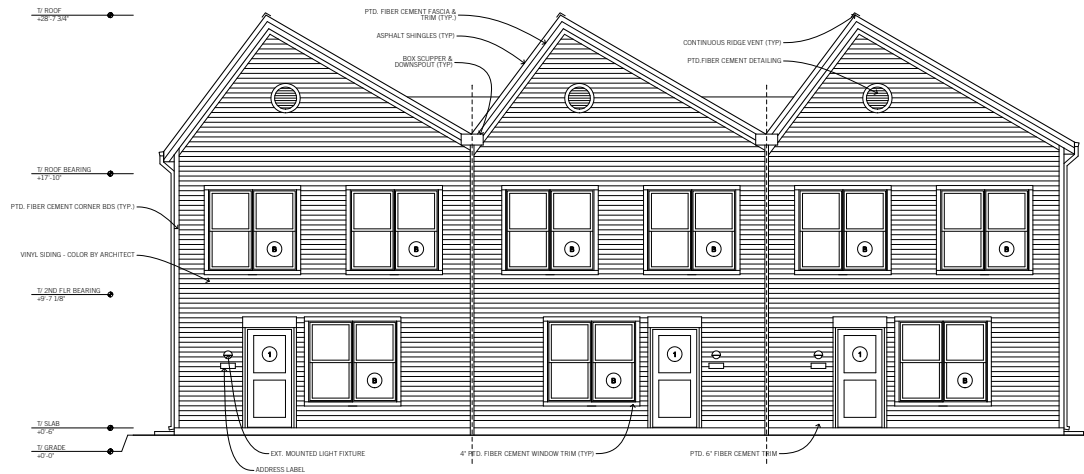 T/ ROOF
+28'-7 3/4"
PTD. FIBER CEMENT FASCIA &
TRIM (TYP.)
ASPHALT SHINGLES (TYP)
BOX SCUPPER &
DOWNSPOUT (TYP)
CONTINUOUS RIDGE VENT (TYP)
PTD.FIBER CEMENT DETAILING
T/ ROOF BEARING
+17'-10"
PTD. FIBER CEMENT CORNER BDS (TYP.)
VINYL SIDING - COLOR BY ARCHITECT
B
B
B
B
B
B
T/ 2ND FLR BEARING
+9'-7 1/8"
1
B
B
1
1
B
T/ SLAB
+0'-6"
T/ GRADE
+0'-0"
EXT. MOUNTED LIGHT FIXTURE
ADDRESS LABEL
4" PTD. FIBER CEMENT WINDOW TRIM (TYP)
PTD. 6" FIBER CEMENT TRIM